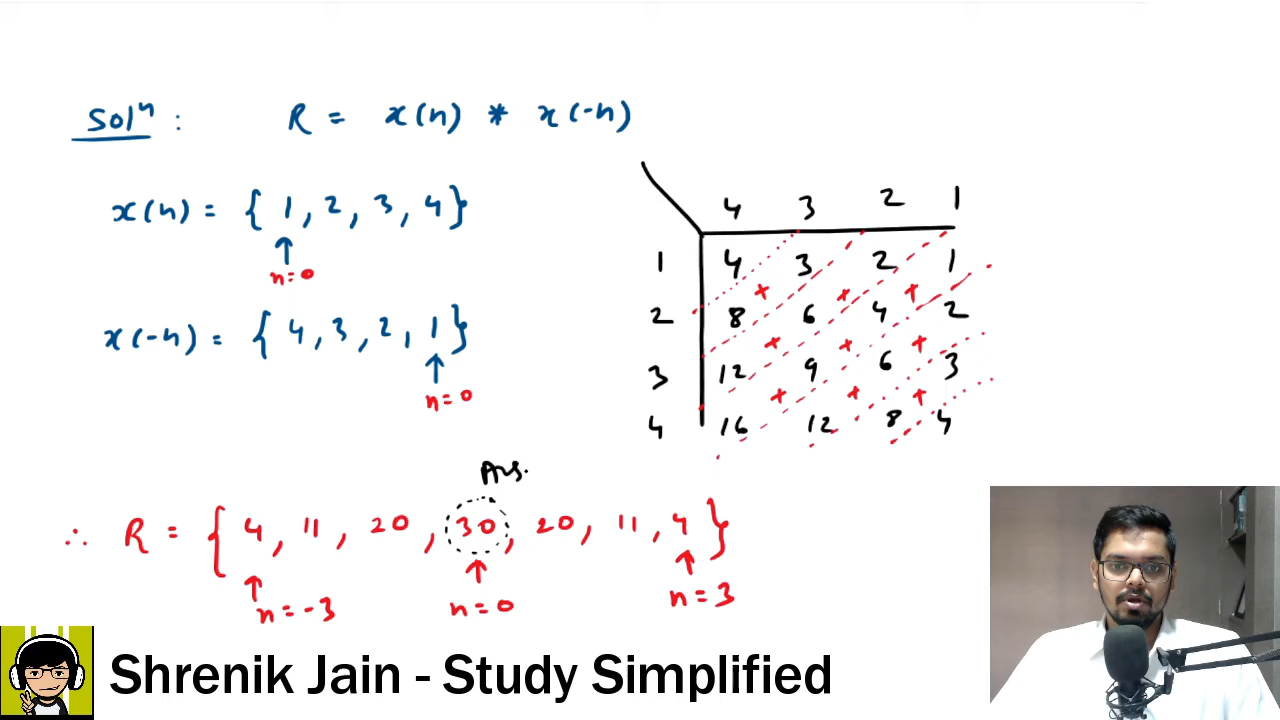 Solⁿ : R = x(n) * x(-n)
x(n) = { 1, 2, 3, 4}
↑
n=0
x(-n) = { 4, 3, 2, 1}
↑
n=0
4 3 2 1
1 4 3 2 1
2 8 6 4 2
3 12 9 6 3
4 16 12 8 4
+ + +
+ + +
+ + +
Ans.
∴ R = { 4, 11, 20, 30, 20, 11, 4 }
↑ ↑ ↑
n = -3 n = 0 n = 3
Shrenik Jain - Study Simplified